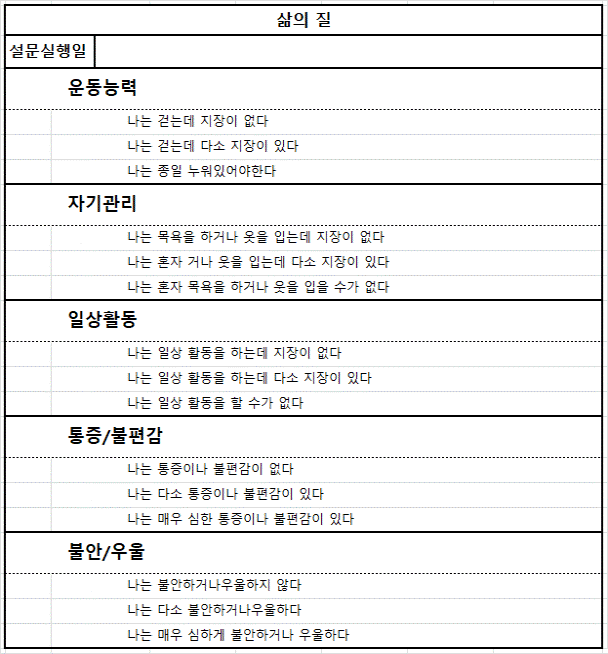 삶의 질
설문실행일
운동능력
나는 걷는데 지장이 없다
나는 걷는데 다소 지장이 있다
나는 종일 누워있어야한다
자기관리
나는 목욕을 하거나 옷을 입는데 지장이 없다
나는 혼자 거나 옷을 입는데 다소 지장이 있다
나는 혼자 목욕을 하거나 옷을 입을 수가 없다
일상활동
나는 일상 활동을 하는데 지장이 없다
나는 일상 활동을 하는데 다소 지장이 있다
나는 일상 활동을 할 수가 없다
통증/불편감
나는 통증이나 불편감이 없다
나는 다소 통증이나 불편감이 있다
나는 매우 심한 통증이나 불편감이 있다
불안/우울
나는 불안하거나우울하지 않다
나는 다소 불안하거나우울하다
나는 매우 심하게 불안하거나 우울하다